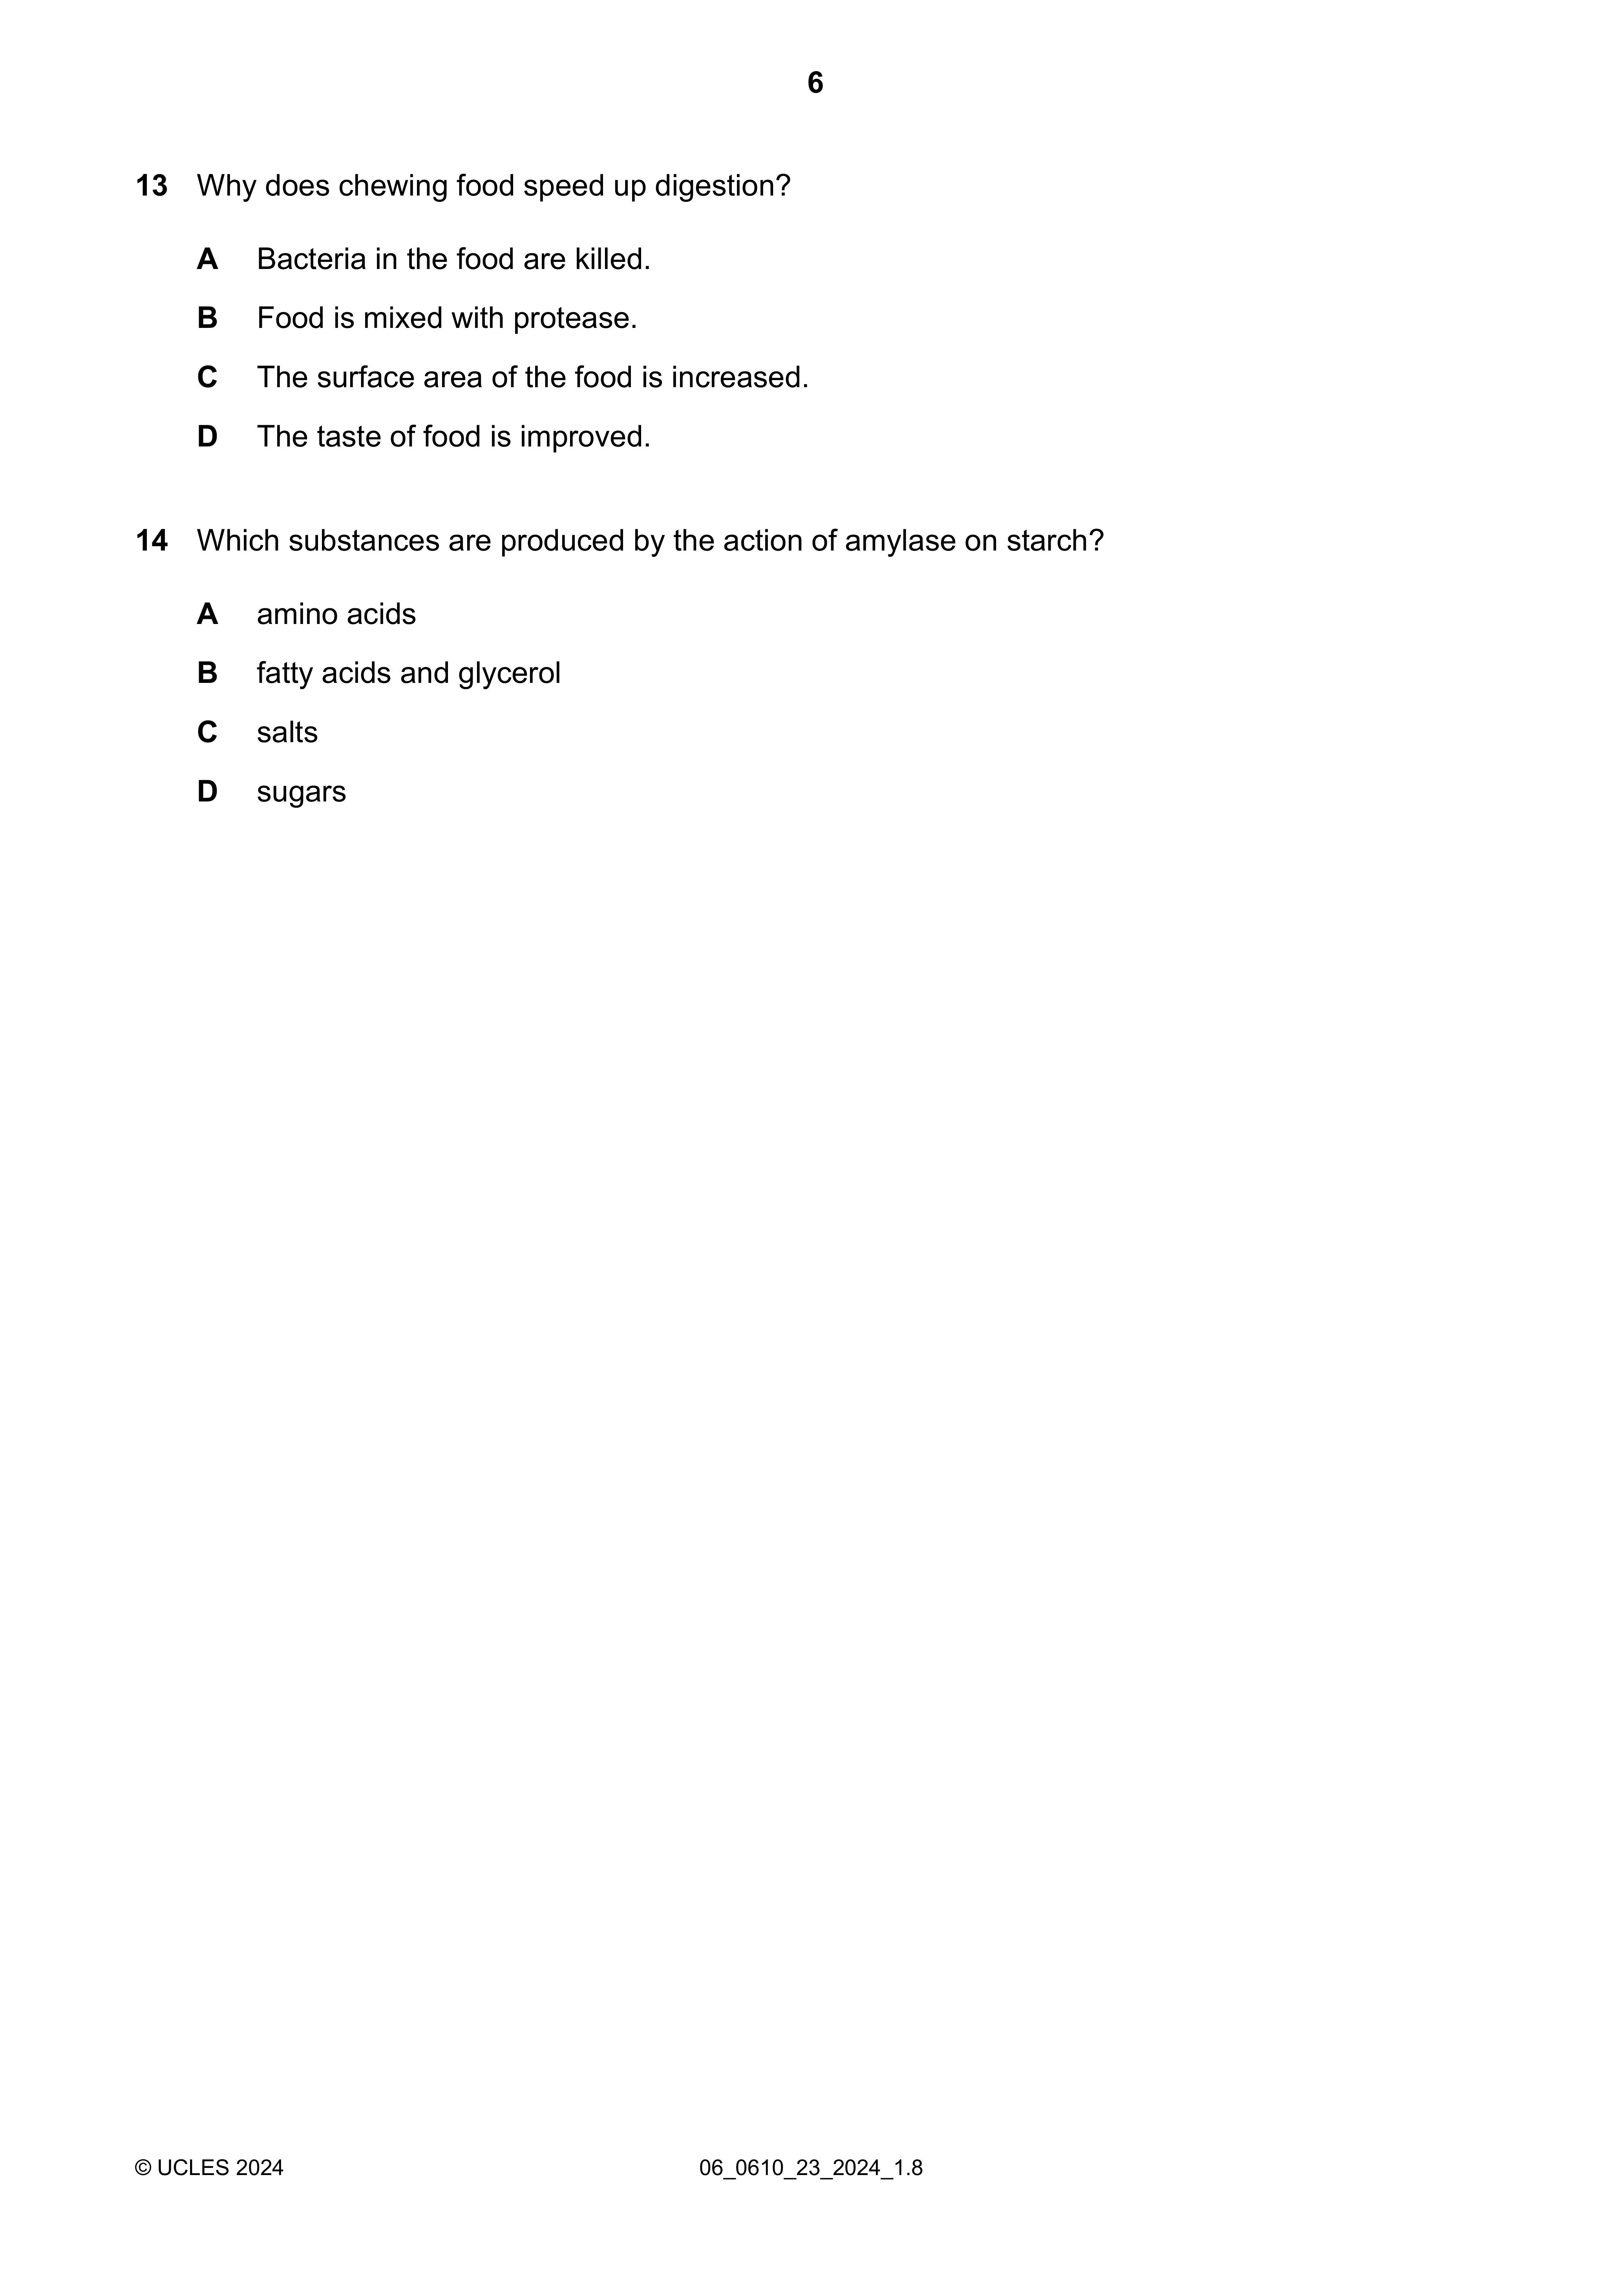 6
13 Why does chewing food speed up digestion?
A Bacteria in the food are killed.
B Food is mixed with protease.
C The surface area of the food is increased.
D The taste of food is improved.
14 Which substances are produced by the action of amylase on starch?
A amino acids
B fatty acids and glycerol
C salts
D sugars
© UCLES 2024 06_0610_23_2024_1.8